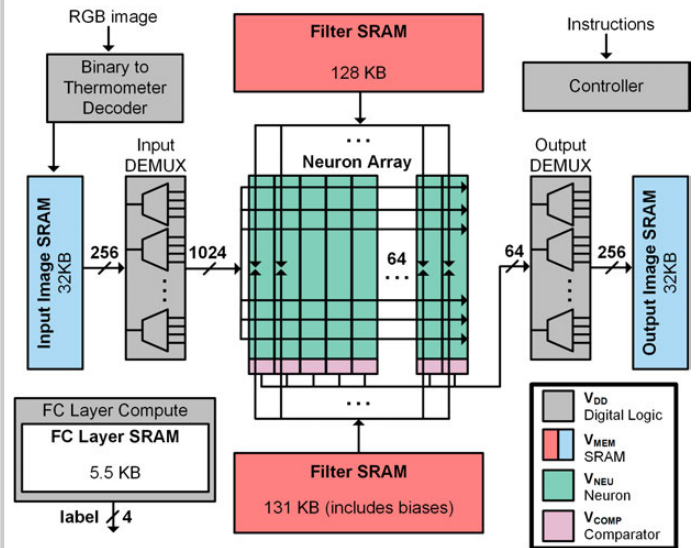 RGB image
Binary to
Thermometer
Decoder
Filter SRAM
128 KB
Instructions
Controller
Input
DEMUX
...
Neuron Array
Output
DEMUX
Input Image SRAM
32KB
256
1024
64
...
64
256
Output Image SRAM
32KB
...
FC Layer Compute
FC Layer SRAM
5.5 KB
label 4
Filter SRAM
131 KB (includes biases)
VDD
Digital Logic
VMEM
SRAM
VNEU
Neuron
VCOMP
Comparator